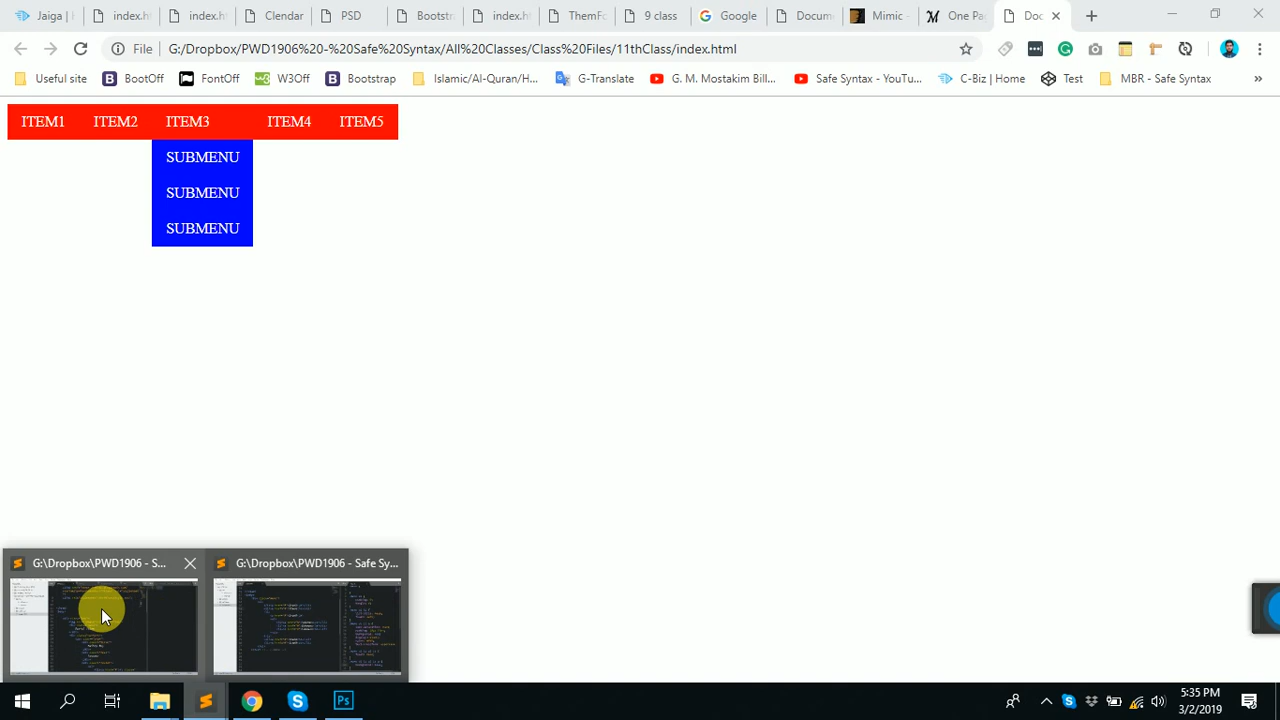 Jaiga |
index.h
index.h
Clendar
PSD
Bootst
index.h
9 class
Google
Docum
Mimic -
One Pa
Doc
File
G:/Dropbox/PWD1906%20-%20Safe%20Symax/All%20Classes/Class%20Files/11thClass/index.html
Useful site
BootOff
FontOff
W3Off
Bootstrap
Islamic/Al-Quran/H...
G-Translate
G. M. Mostakim Bill...
Safe Syntax - YouTu...
C-Biz | Home
Test
MBR - Safe Syntax
»
ITEM1
ITEM2
ITEM3
ITEM4
ITEM5
SUBMENU
SUBMENU
SUBMENU
G:\Dropbox\PWD1906 - S...
G:\Dropbox\PWD1906 - Safe Sy...
Ps
5:35 PM
3/2/2019